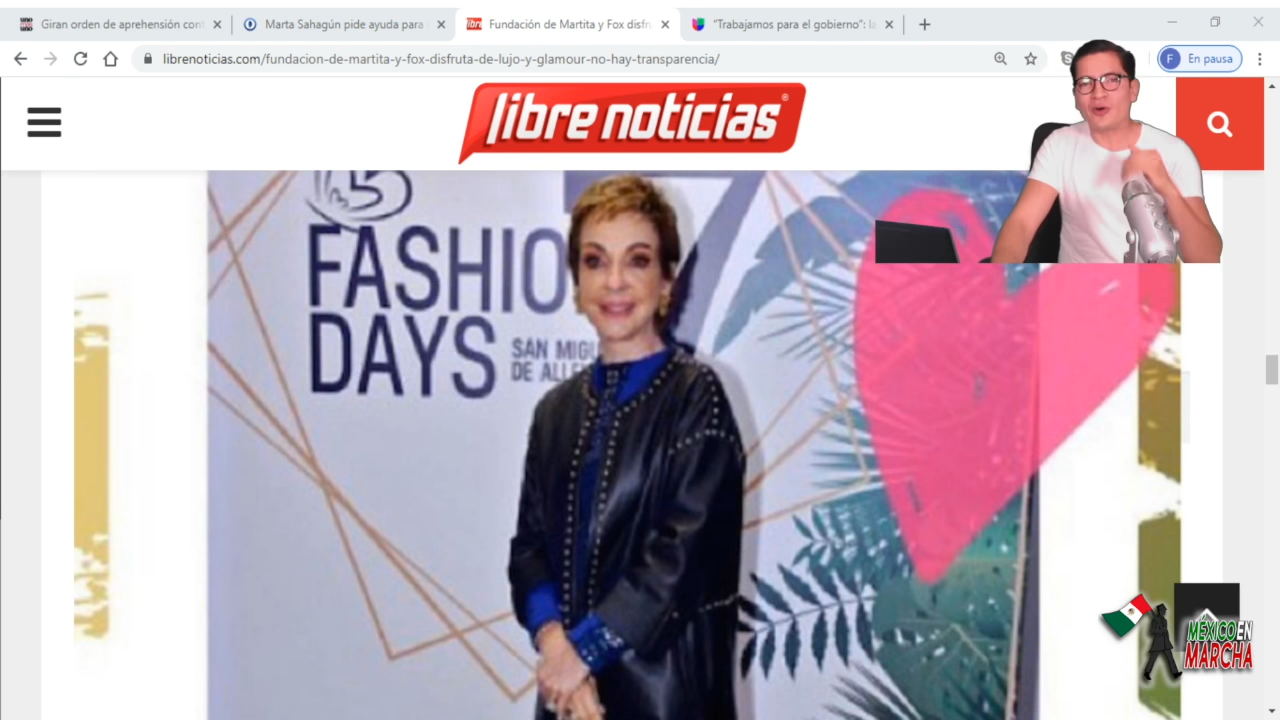 Giran orden de aprehensión cont
Marta Sahagún pide ayuda para
Fundación de Martita y Fox disfru
"Trabajamos para el gobierno": la
librenoticias.com/fundacion-de-martita-y-fox-disfruta-de-lujo-y-glamour-no-hay-transparencia/
F En pausa
libre noticias®
FASHIO
DAYS
SAN MIGU
DE ALLE
7
MÉXICO EN
MARCHA